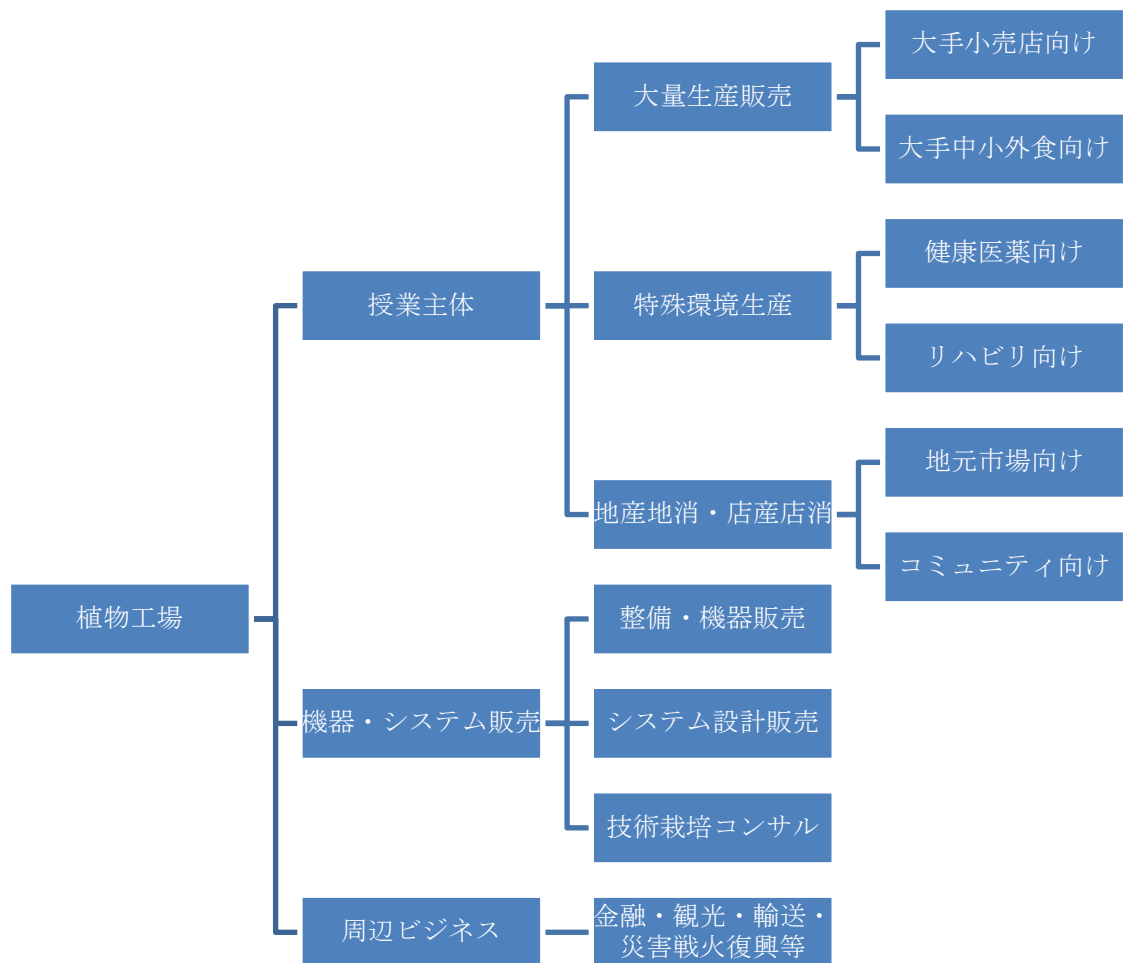 植物工場
授業主体
大量生産販売
大手小売店向け
大手中小外食向け
特殊環境生産
健康医薬向け
リハビリ向け
地産地消・店産店消
地元市場向け
コミュニティ向け
機器・システム販売
整備・機器販売
システム設計販売
技術栽培コンサル
周辺ビジネス
金融・観光・輸送・
災害戦火復興等